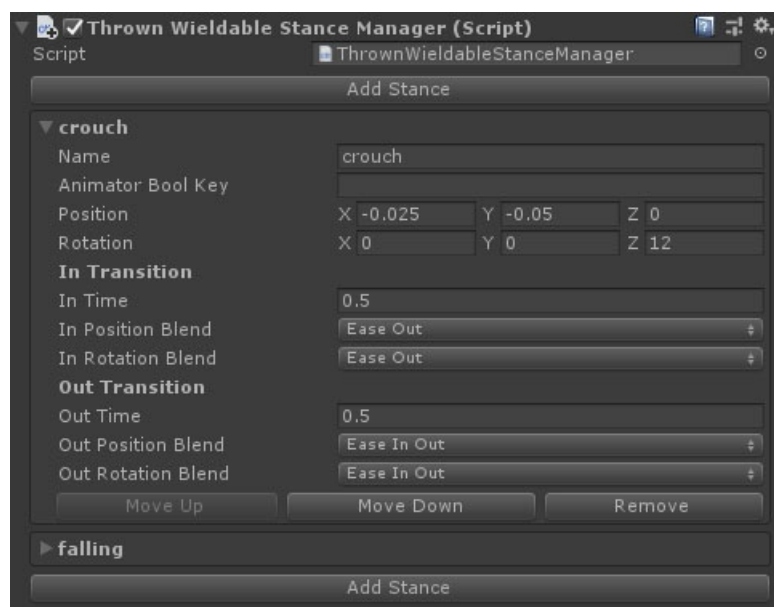 Thrown Wieldable Stance Manager (Script)
Script ThrownWieldableStanceManager
Add Stance
crouch
Name crouch
Animator Bool Key
Position X -0.025 Y -0.05 Z 0
Rotation X 0 Y 0 Z 12
In Transition
In Time 0.5
In Position Blend Ease Out
In Rotation Blend Ease Out
Out Transition
Out Time 0.5
Out Position Blend Ease In Out
Out Rotation Blend Ease In Out
Move Up Move Down Remove
falling
Add Stance